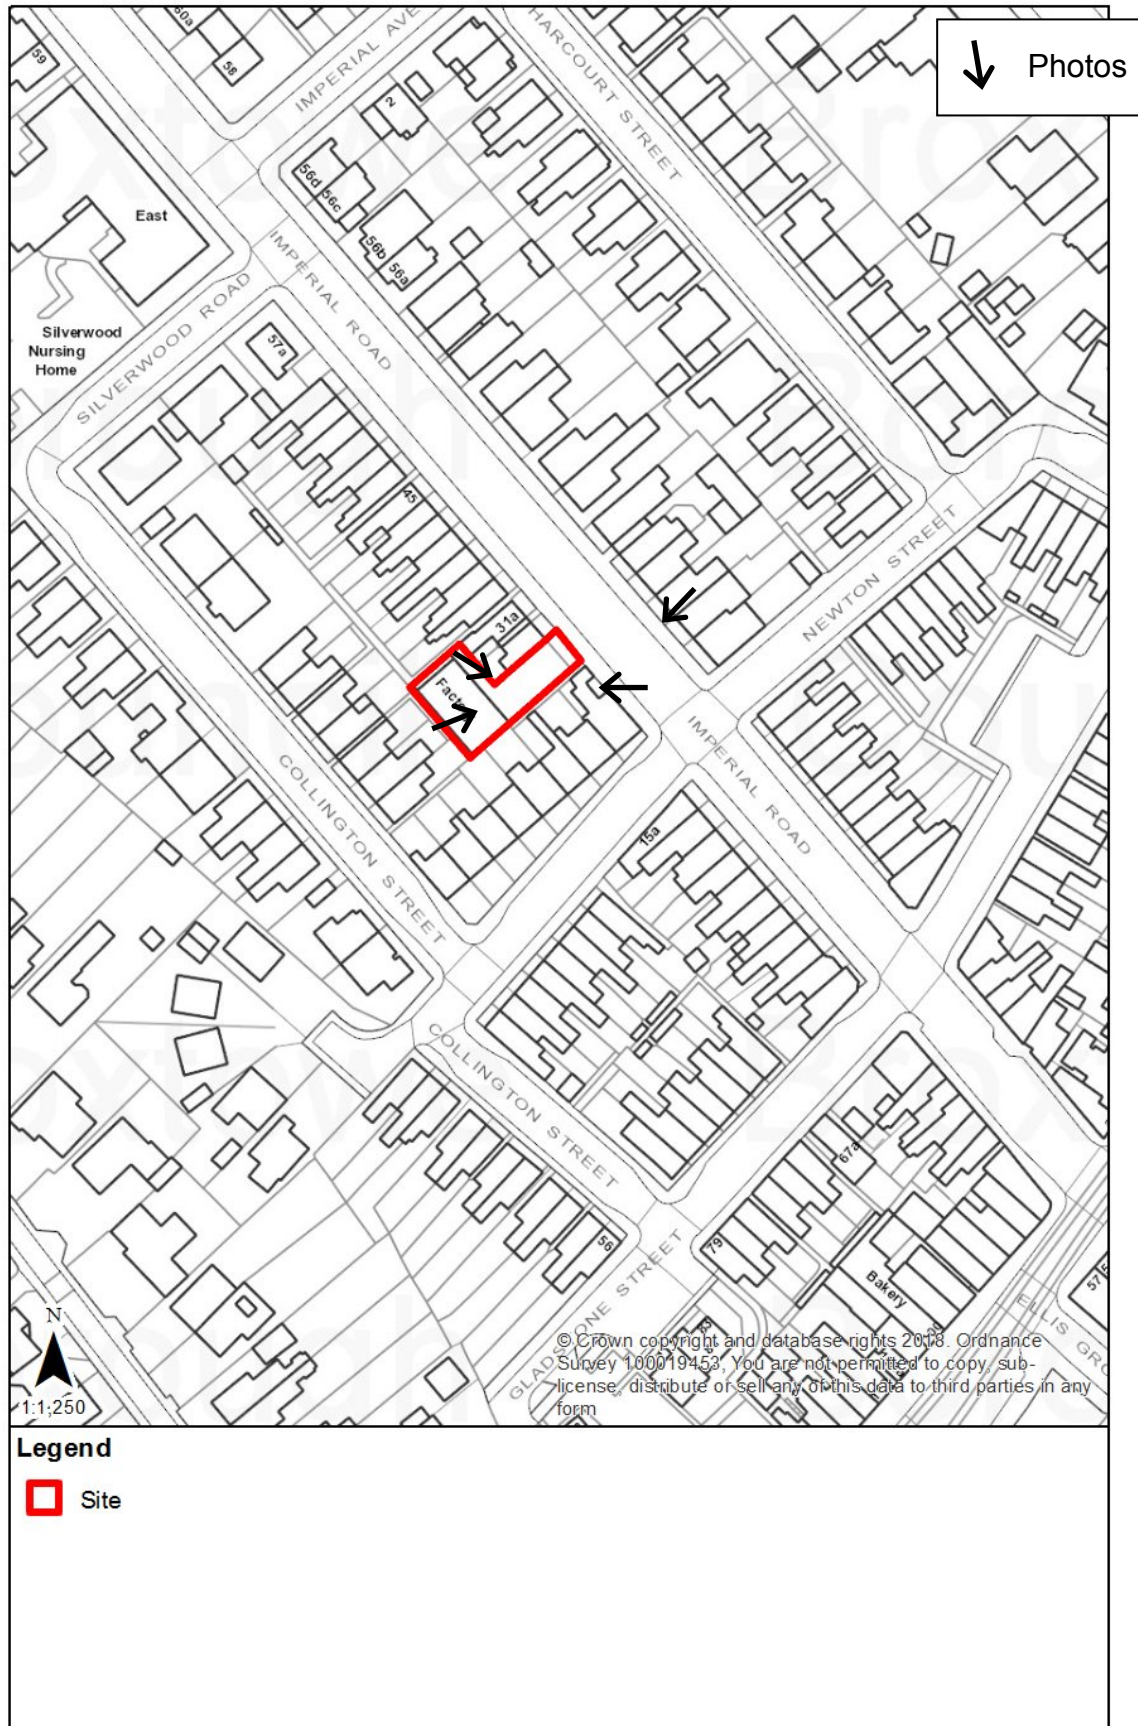 Photos
60a
59
58
IMPERIAL AVE
HARCOURT STREET
2
56d
56c
56b
56a
East
IMPERIAL ROAD
SILVERWOOD ROAD
Silverwood
Nursing
Home
57a
45
NEWTON STREET
31a
COLLINGTON STREET
IMPERIAL ROAD
15a
COLLINGTON STREET
67a
56
79
Bakery
GLADSTONE STREET
ELLIS GRO
57
N
1:1;250
© Crown copyright and database rights 2018. Ordnance
Survey 100019453, You are not permitted to copy, sub-
license, distribute or sell any of this data to third parties in any
form
Legend
Site